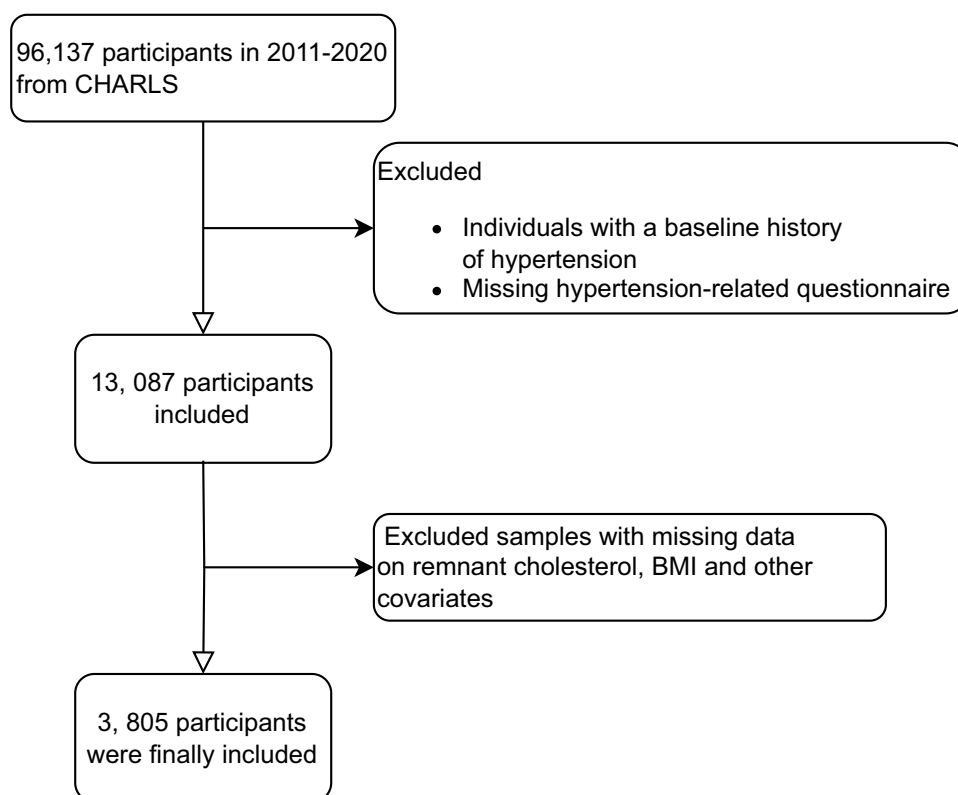 96,137 participants in 2011-2020
from CHARLS
Excluded
• Individuals with a baseline history
of hypertension
• Missing hypertension-related questionnaire
13, 087 participants
included
Excluded samples with missing data
on remnant cholesterol, BMI and other
covariates
3, 805 participants
were finally included